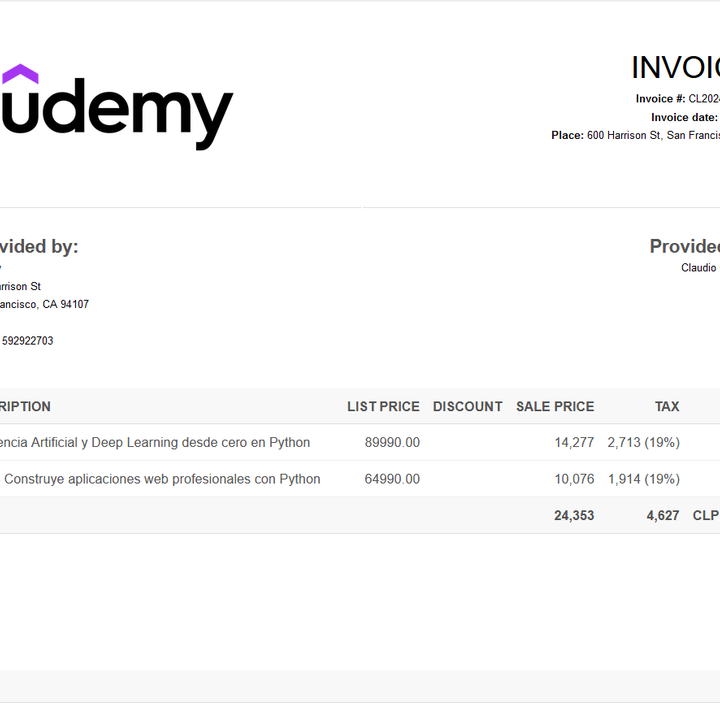 udemy
INVOIC
Invoice #: CL202
Invoice date:
Place: 600 Harrison St, San Francis
vided by:
Provided
Claudio
rrison St
ancisco, CA 94107
592922703
RIPTION LIST PRICE DISCOUNT SALE PRICE TAX
encia Artificial y Deep Learning desde cero en Python 89990.00 14,277 2,713 (19%)
Construye aplicaciones web profesionales con Python 64990.00 10,076 1,914 (19%)
24,353 4,627 CLP